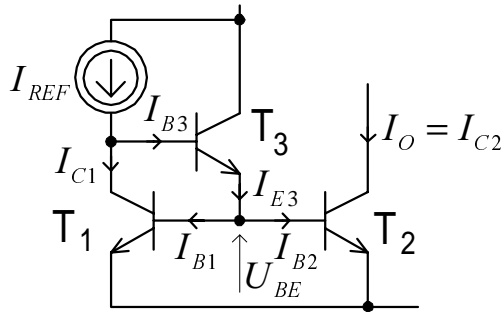 I_REF
I_B3
T_3
I_O = I_C2
I_C1
I_E3
T_1
T_2
I_B1
I_B2
U_BE